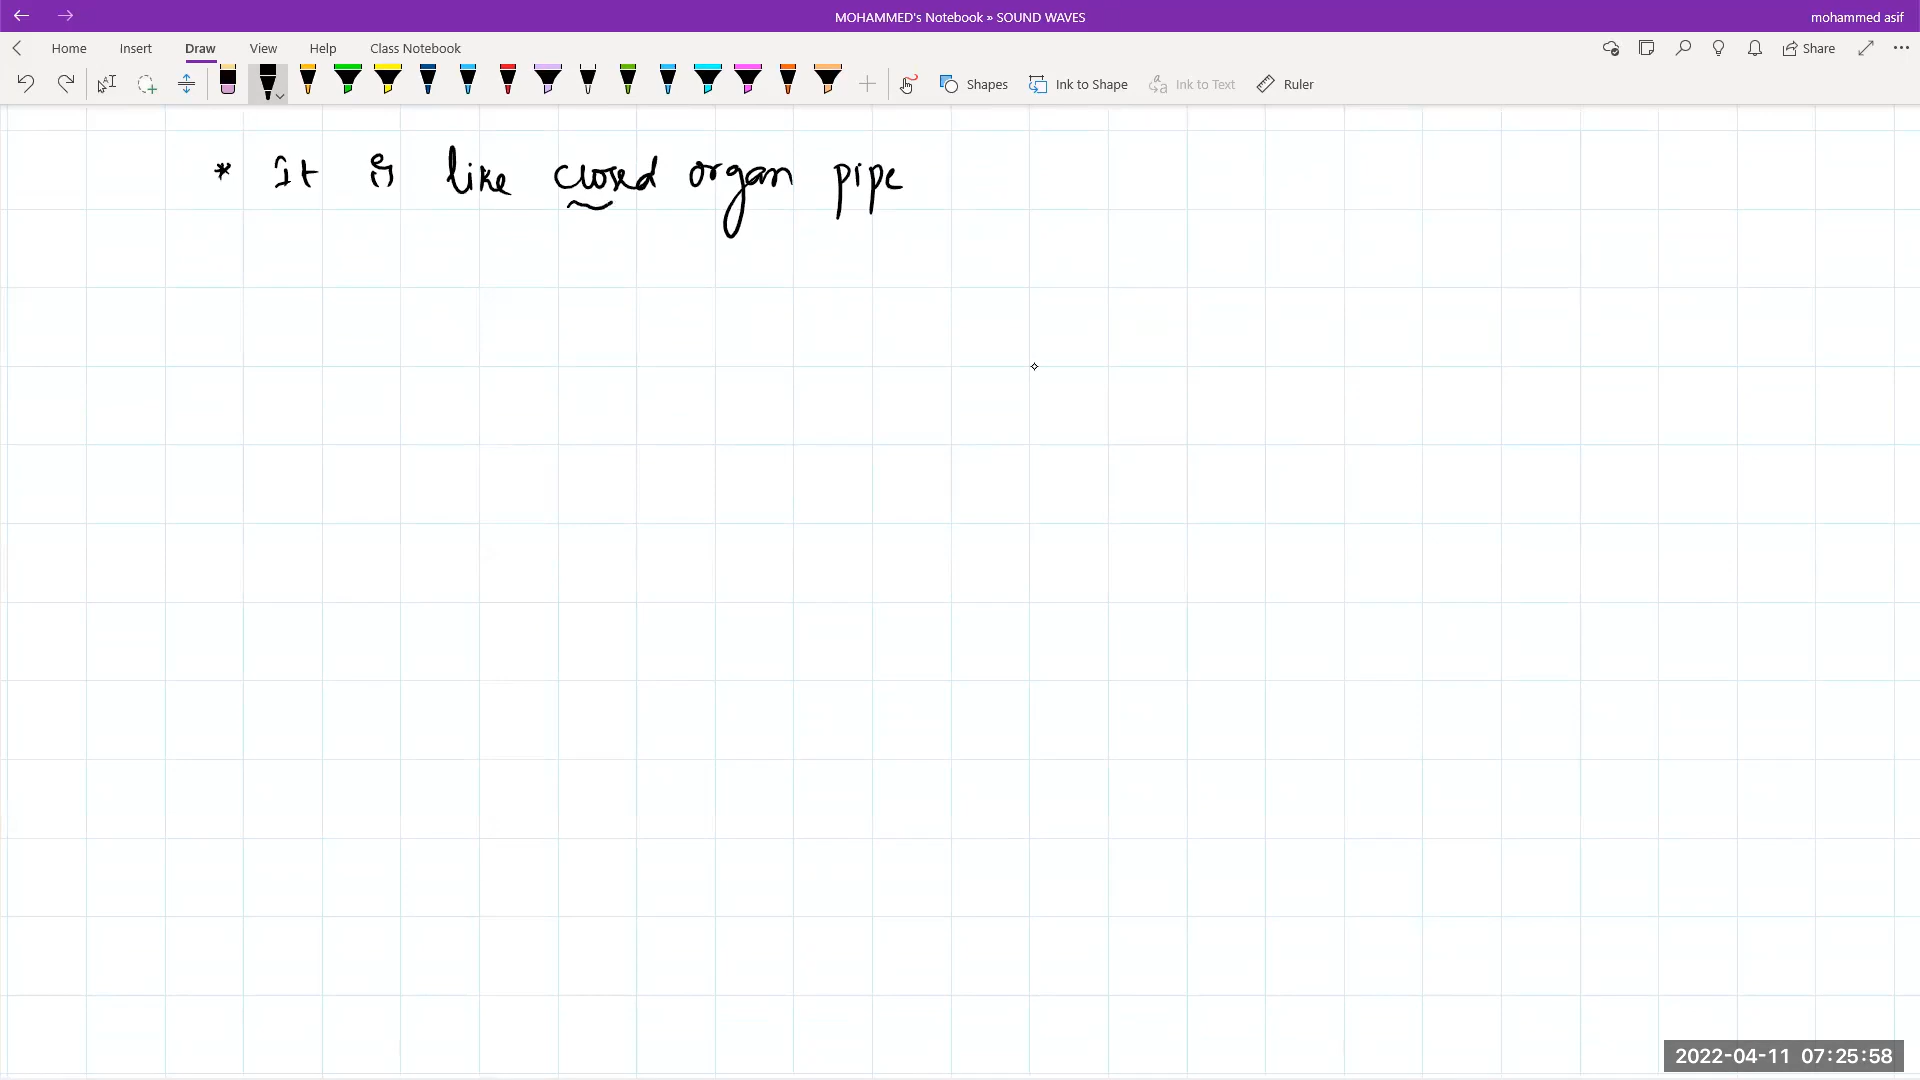 MOHAMMED's Notebook » SOUND WAVES
mohammed asif
Home Insert Draw View Help Class Notebook
Share
Shapes Ink to Shape Ink to Text Ruler
* It is like closed organ pipe
2022-04-11 07:25:58